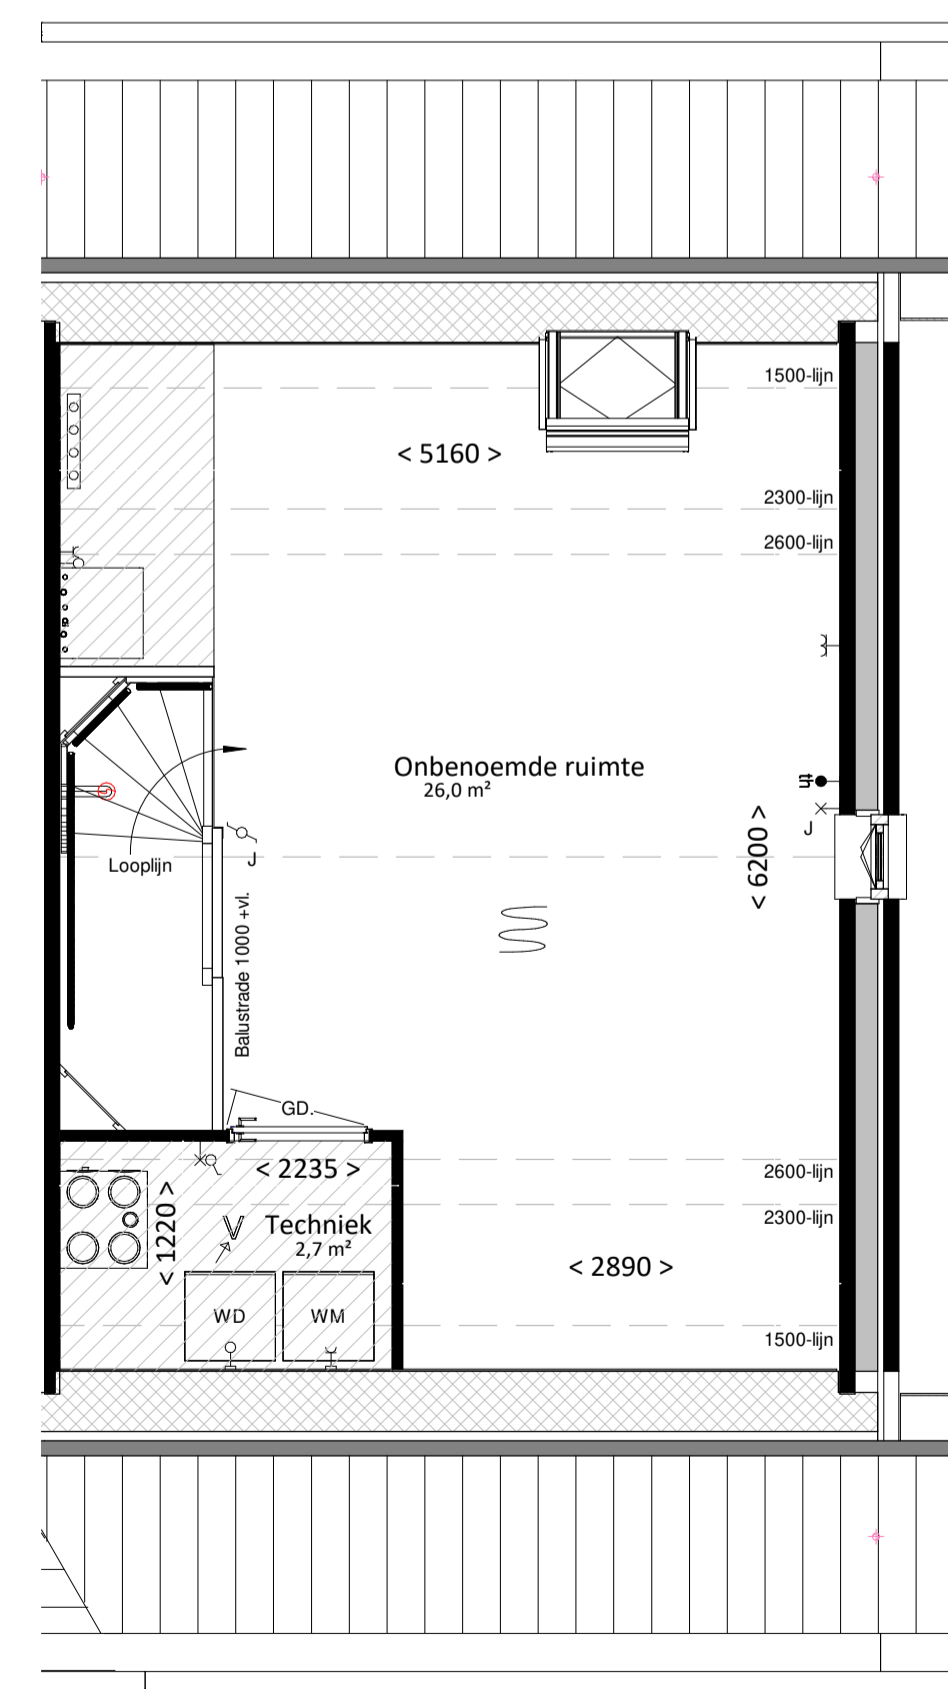 1500-lijn
< 5160 >
2300-lijn
2600-lijn
Onbenoemde ruimte
26,0 m²
th
J
< 6200 >
Looplijn
J
Balustrade 1000 +vl.
GD.
< 2235 >
2600-lijn
< 1220 >
V
Techniek
2,7 m²
2300-lijn
< 2890 >
WD
WM
1500-lijn